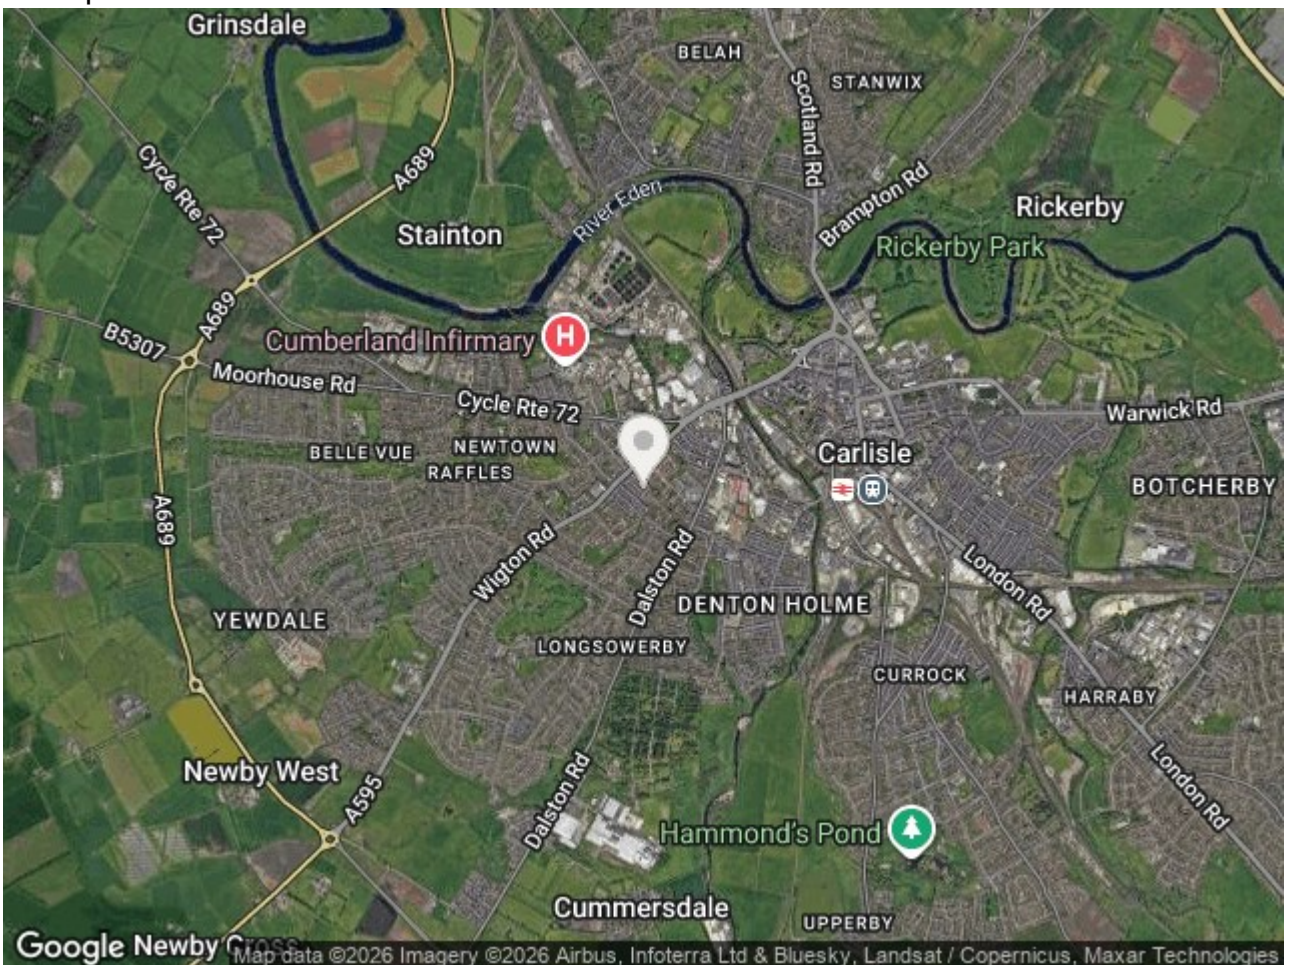 Grinsdale
BELAH
STANWIX
Scotland Rd
Cycle Rte 72
A689
Brampton Rd
River Eden
Rickerby
Stainton
Rickerby Park
A689
B5307
Cumberland Infirmary
H
Moorhouse Rd
Cycle Rte 72
Warwick Rd
BELLE VUE
NEWTOWN
RAFFLES
Carlisle
BOTCHERBY
A689
Wigton Rd
Dalston Rd
London Rd
DENTON HOLME
YEWDALE
LONGSOWERBY
CURROCK
HARRABY
Newby West
A595
London Rd
Dalston Rd
Hammond's Pond
Cummersdale
UPPERBY
Google
Newby Cross
Map data ©2026 Imagery ©2026 Airbus, Infoterra Ltd & Bluesky, Landsat / Copernicus, Maxar Technologies